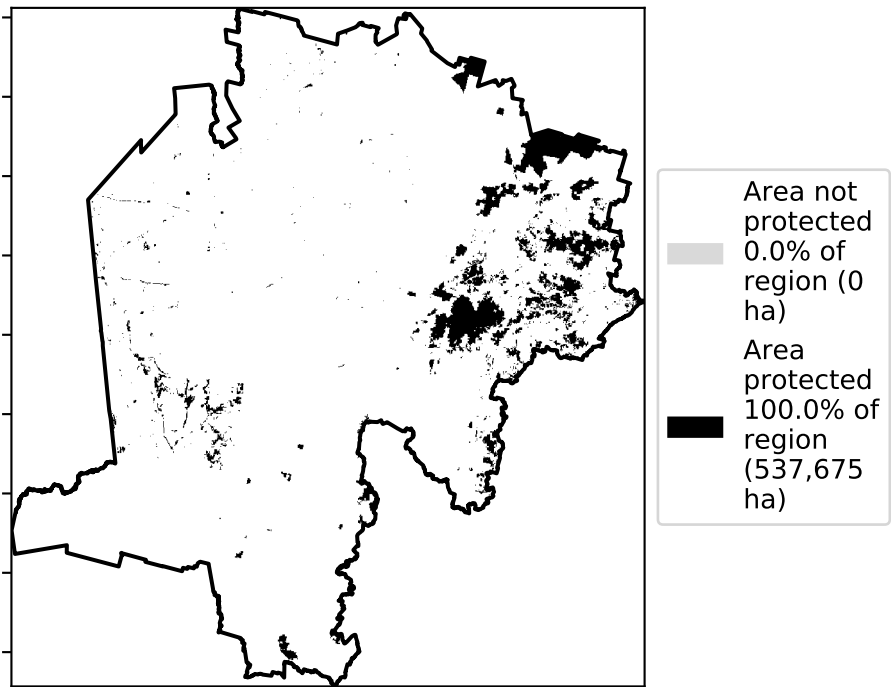 Area not
protected
0.0% of
region (0
ha)
Area
protected
100.0% of
region
(537,675
ha)